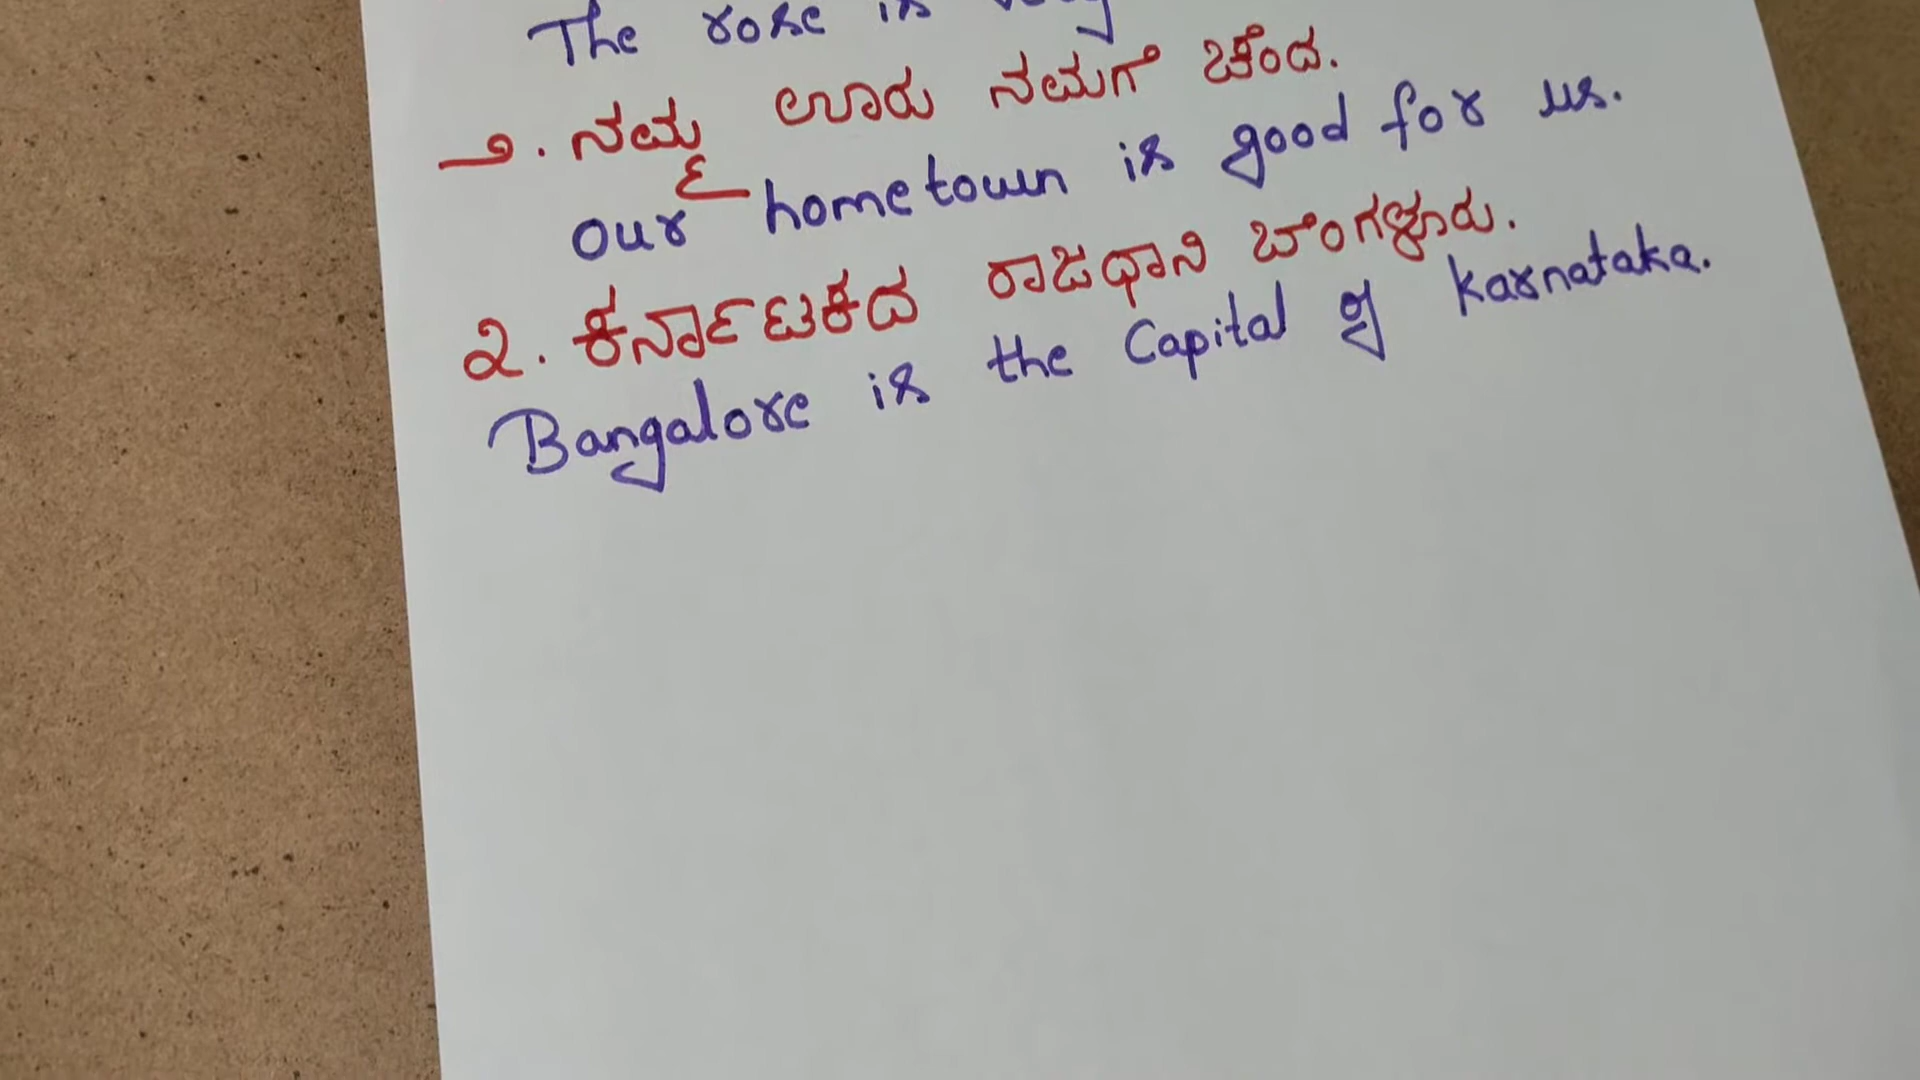 The rose is
೨. ನಮ್ಮ ಊರು ನಮಗೆ ಚೆಂದ.
our hometown is good for us.
೩. ಕರ್ನಾಟಕದ ರಾಜಧಾನಿ ಬೆಂಗಳೂರು.
Bangalore is the Capital of Karnataka.